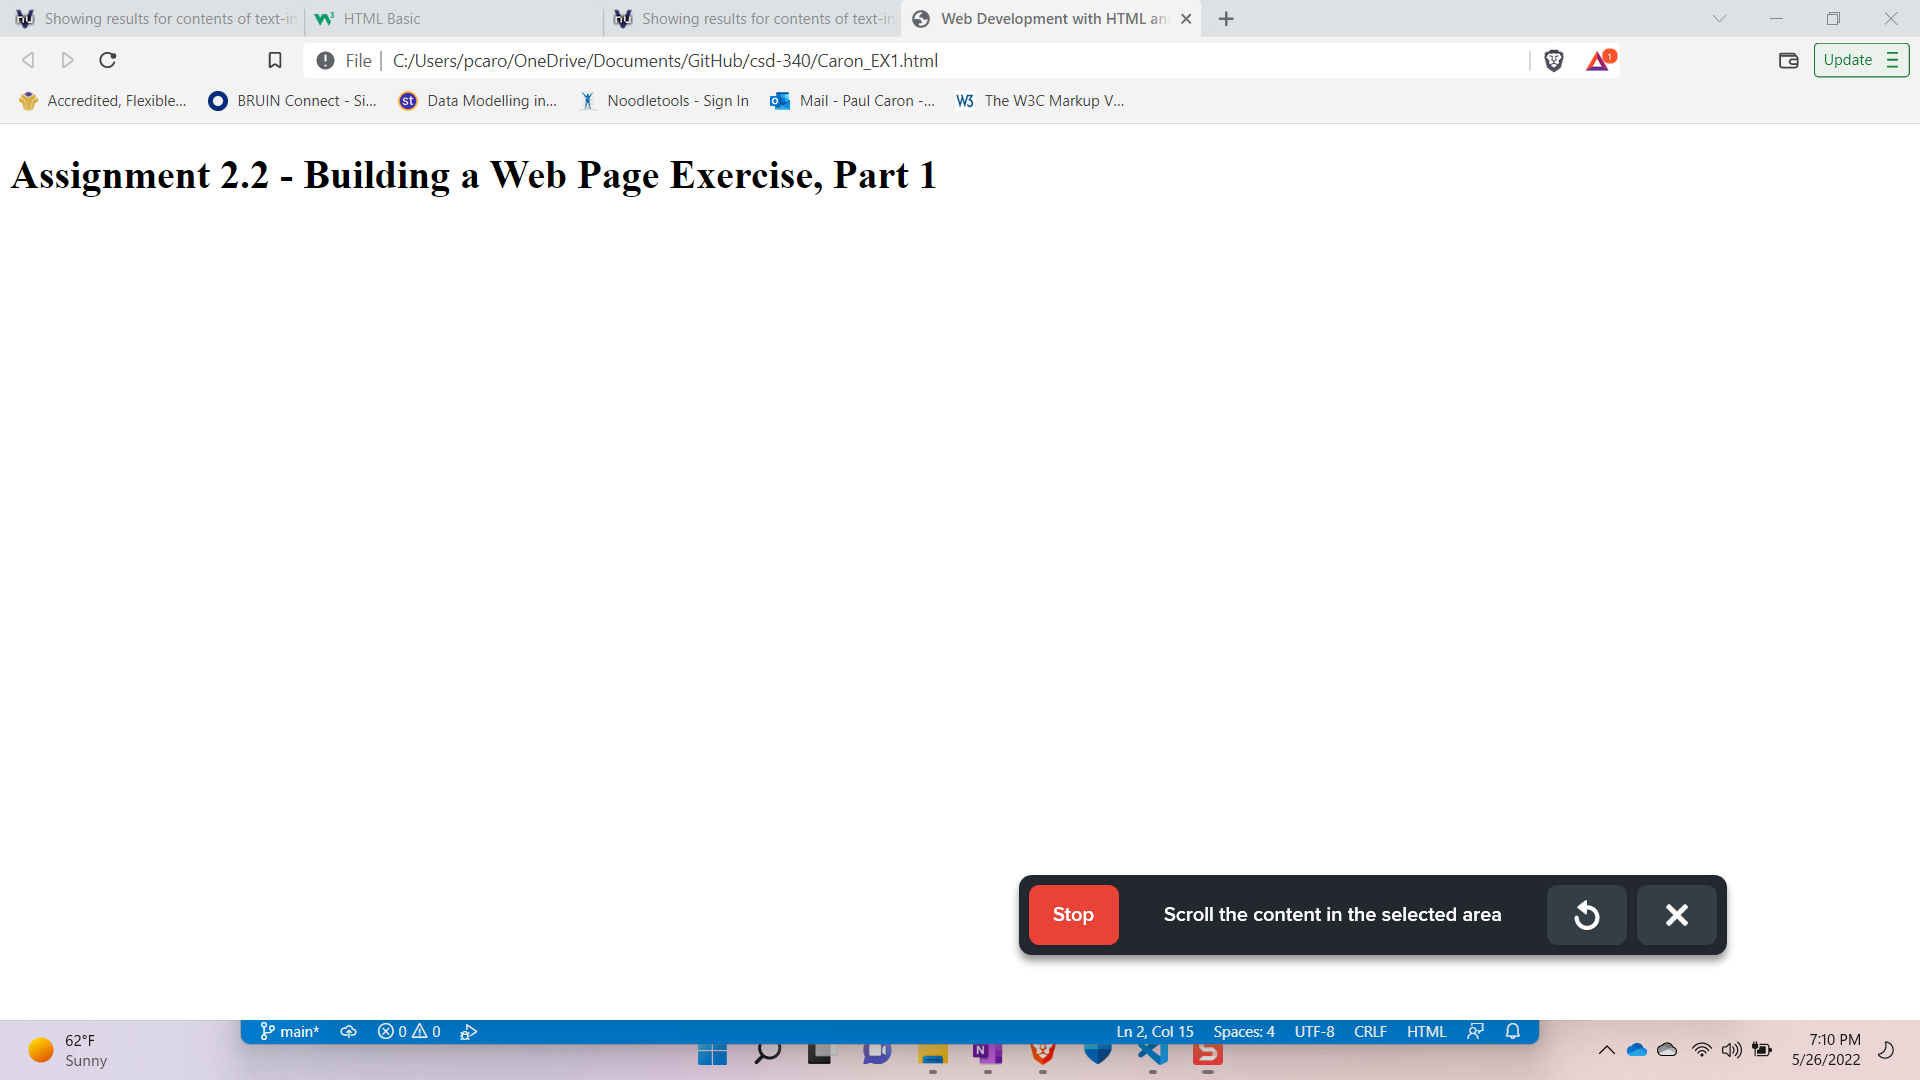 Showing results for contents of text-in
HTML Basic
Showing results for contents of text-in
Web Development with HTML an
File
C:/Users/pcaro/OneDrive/Documents/GitHub/csd-340/Caron_EX1.html
1
Update
Accredited, Flexible...
BRUIN Connect - Si...
st
Data Modelling in...
Noodletools - Sign In
Mail - Paul Caron -...
W3
The W3C Markup V...
Assignment 2.2 - Building a Web Page Exercise, Part 1
Stop
Scroll the content in the selected area
main*
0
0
Ln 2, Col 15
Spaces: 4
UTF-8
CRLF
HTML
62°F
Sunny
7:10 PM
5/26/2022